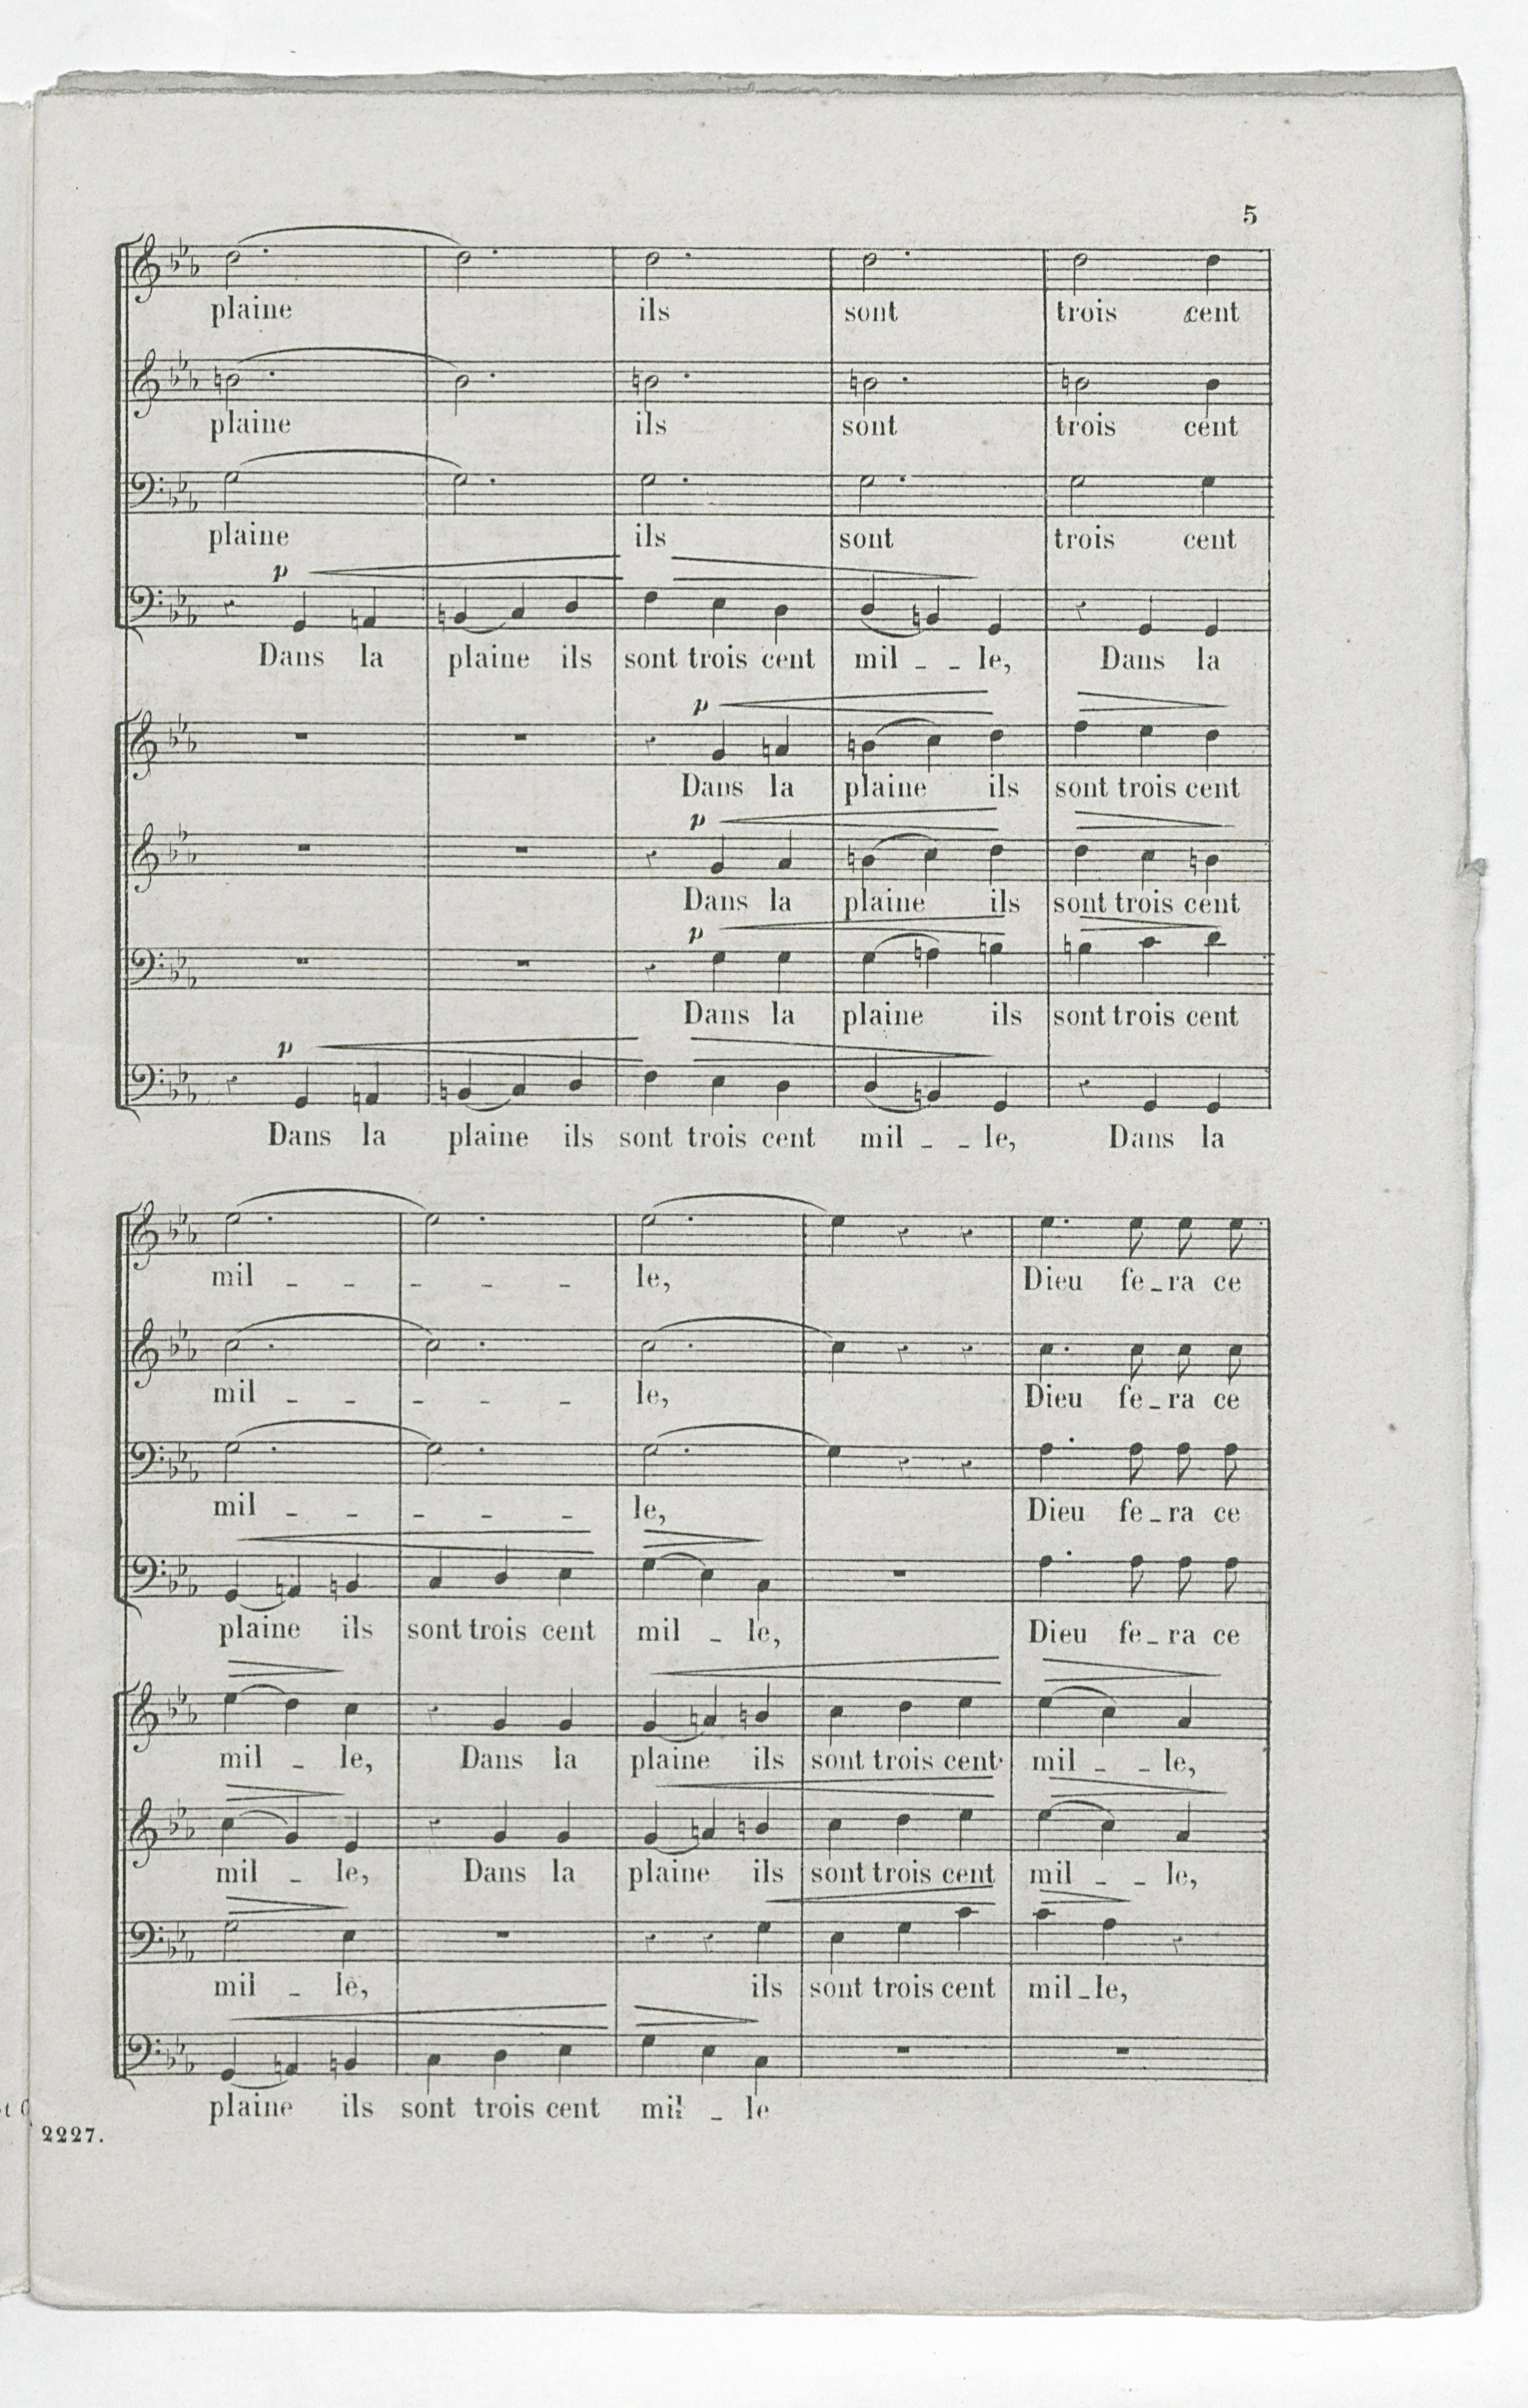 5
plaine ils sont trois cent
plaine ils sont trois cent
plaine ils sont trois cent
p
Dans la plaine ils sont trois cent mil - - le, Dans la
p
Dans la plaine ils sont trois cent
p
Dans la plaine ils sont trois cent
p
Dans la plaine ils sont trois cent
p
Dans la plaine ils sont trois cent mil - - le, Dans la
mil - - - - - le, Dieu fe - ra ce
mil - - - - - le, Dieu fe - ra ce
mil - - - - - le, Dieu fe - ra ce
plaine ils sont trois cent mil - le, Dieu fe - ra ce
mil - le, Dans la plaine ils sont trois cent mil - - le,
mil - le, Dans la plaine ils sont trois cent mil - - le,
mil - le, ils sont trois cent mil - le,
plaine ils sont trois cent mil - le
2227.